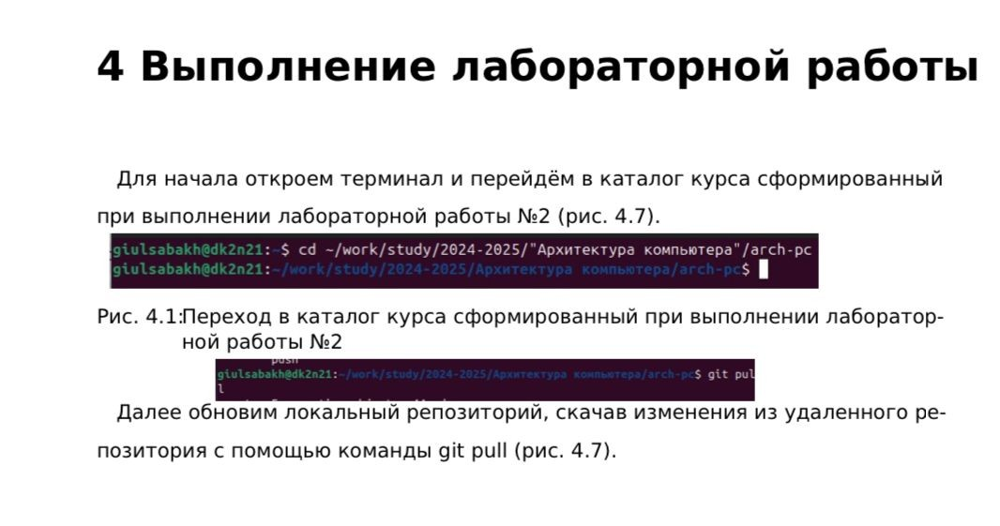 4 Выполнение лабораторной работы
Для начала откроем терминал и перейдём в каталог курса сформированный
при выполнении лабораторной работы №2 (рис. 4.7).
giulsabakh@dk2n21:~$ cd ~/work/study/2024-2025/"Архитектура компьютера"/arch-pc
giulsabakh@dk2n21:~/work/study/2024-2025/Архитектура компьютера/arch-pc$
Рис. 4.1:Переход в каталог курса сформированный при выполнении лаборатор-
ной работы №2
push
giulsabakh@dk2n21:~/work/study/2024-2025/Архитектура компьютера/arch-pc$ git pul
l
Далее обновим локальный репозиторий, скачав изменения из удаленного ре-
позитория с помощью команды git pull (рис. 4.7).